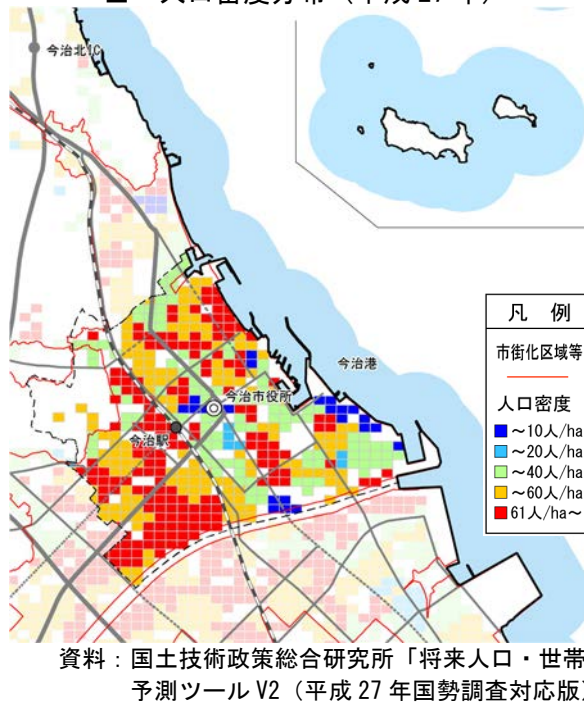 人口密度分布（平成27年）
今治北IC
凡 例
市街化区域等
今治港
人口密度
今治市役所
～10人/ha
今治駅
～20人/ha
～40人/ha
～60人/ha
61人/ha～
資料：国土技術政策総合研究所「将来人口・世帯
予測ツールV2（平成27年国勢調査対応版）